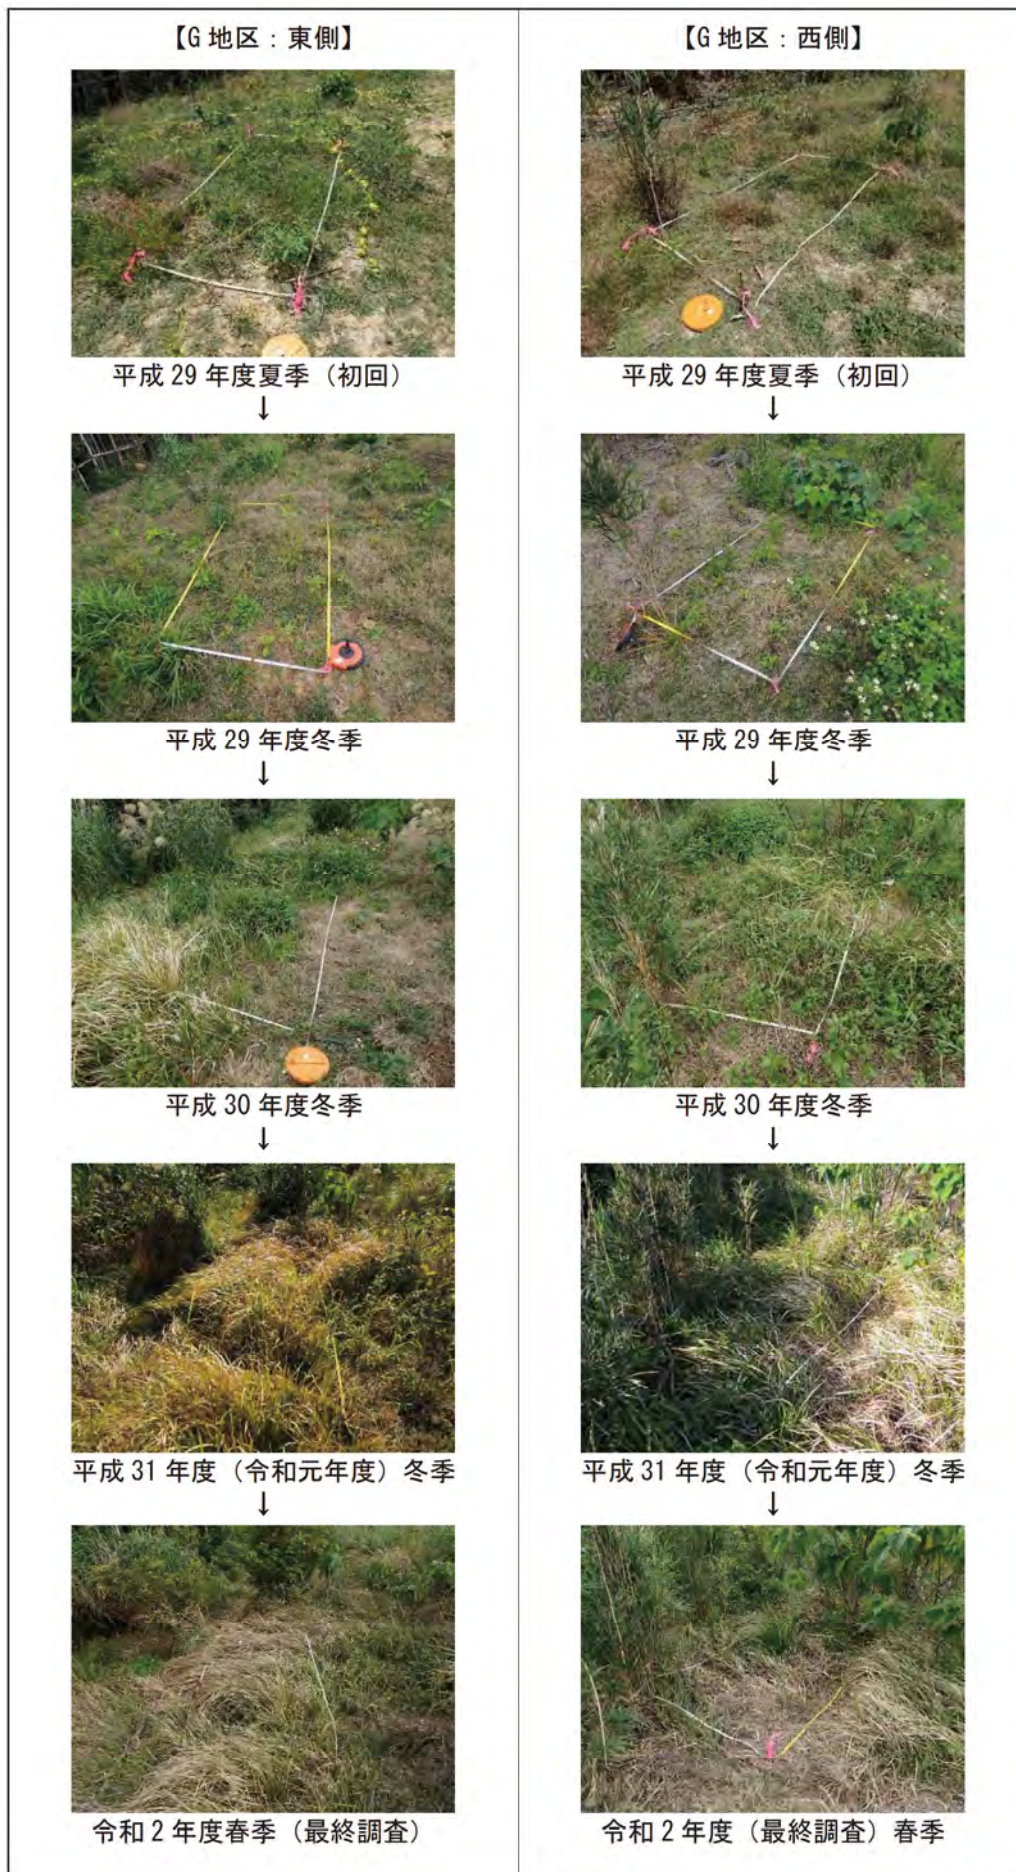 【G地区：東側】
平成 29 年度夏季（初回）
↓
平成 29 年度冬季
↓
平成 30 年度冬季
↓
平成 31 年度（令和元年度）冬季
↓
令和 2 年度春季（最終調査）
【G地区：西側】
平成 29 年度夏季（初回）
↓
平成 29 年度冬季
↓
平成 30 年度冬季
↓
平成 31 年度（令和元年度）冬季
↓
令和 2 年度（最終調査）春季